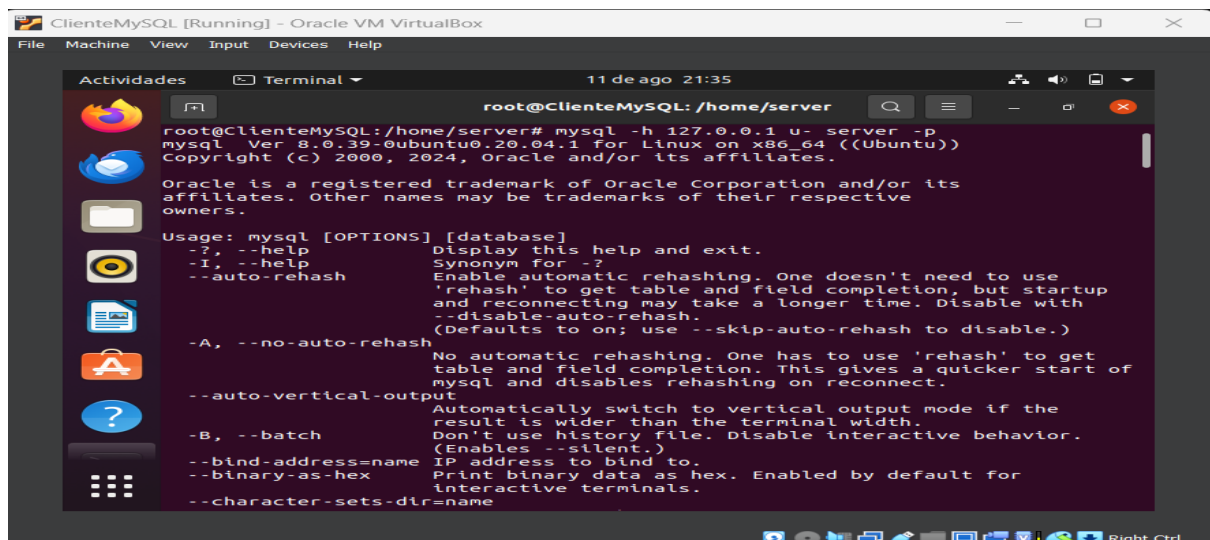 ClienteMySQL [Running] - Oracle VM VirtualBox
File Machine View Input Devices Help
Actividades Terminal 11 de ago 21:35
root@ClienteMySQL: /home/server
root@ClienteMySQL:/home/server# mysql -h 127.0.0.1 u- server -p
mysql Ver 8.0.39-0ubuntu0.20.04.1 for Linux on x86_64 ((Ubuntu))
Copyright (c) 2000, 2024, Oracle and/or its affiliates.
Oracle is a registered trademark of Oracle Corporation and/or its
affiliates. Other names may be trademarks of their respective
owners.
Usage: mysql [OPTIONS] [database]
-?, --help Display this help and exit.
-I, --help Synonym for -?
--auto-rehash Enable automatic rehashing. One doesn't need to use
'rehash' to get table and field completion, but startup
and reconnecting may take a longer time. Disable with
--disable-auto-rehash.
(Defaults to on; use --skip-auto-rehash to disable.)
-A, --no-auto-rehash
No automatic rehashing. One has to use 'rehash' to get
table and field completion. This gives a quicker start of
mysql and disables rehashing on reconnect.
--auto-vertical-output
Automatically switch to vertical output mode if the
result is wider than the terminal width.
-B, --batch Don't use history file. Disable interactive behavior.
(Enables --silent.)
--bind-address=name IP address to bind to.
--binary-as-hex Print binary data as hex. Enabled by default for
interactive terminals.
--character-sets-dir=name
Right Ctrl